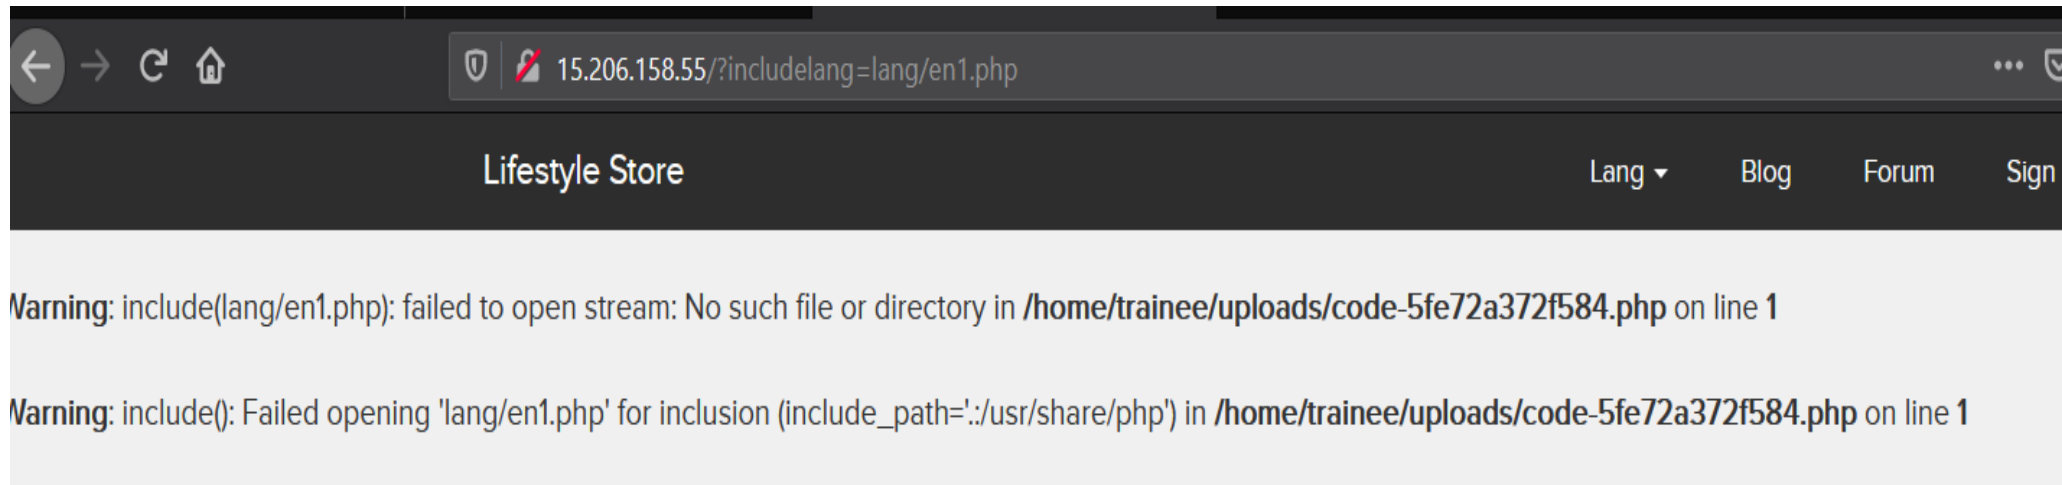 15.206.158.55/?includelang=lang/en1.php
Lifestyle Store Lang Blog Forum Sign
Warning: include(lang/en1.php): failed to open stream: No such file or directory in /home/trainee/uploads/code-5fe72a372f584.php on line 1
Warning: include(): Failed opening 'lang/en1.php' for inclusion (include_path='.:/usr/share/php') in /home/trainee/uploads/code-5fe72a372f584.php on line 1